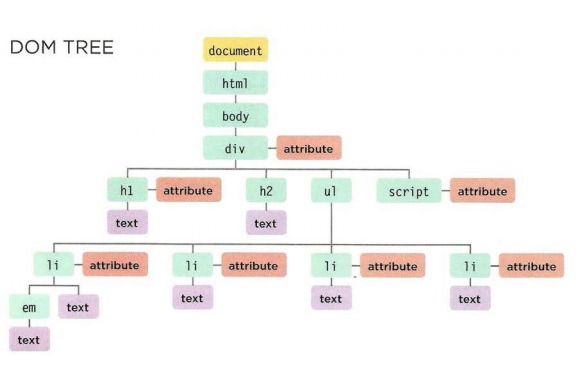 DOM TREE
document
html
body
div attribute
h1 attribute h2 ul script attribute
text text
li attribute li attribute li attribute li attribute
em text text text text
text